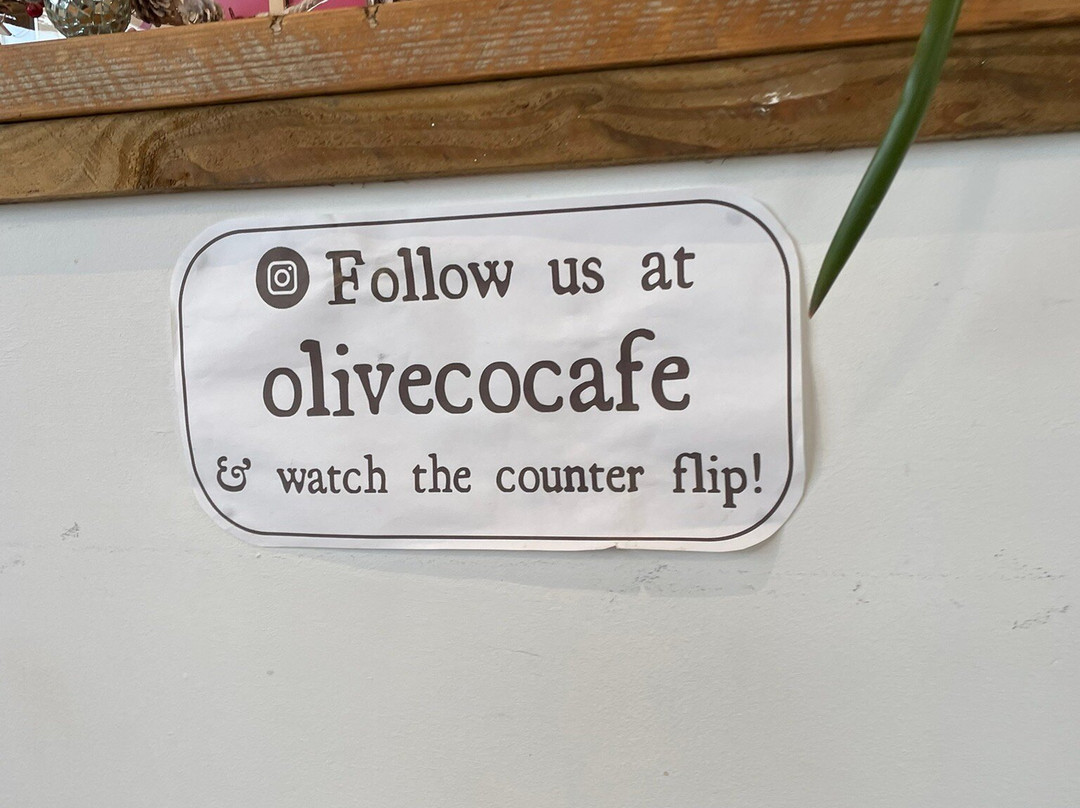 Follow us at
olivecocafe
& watch the counter flip!